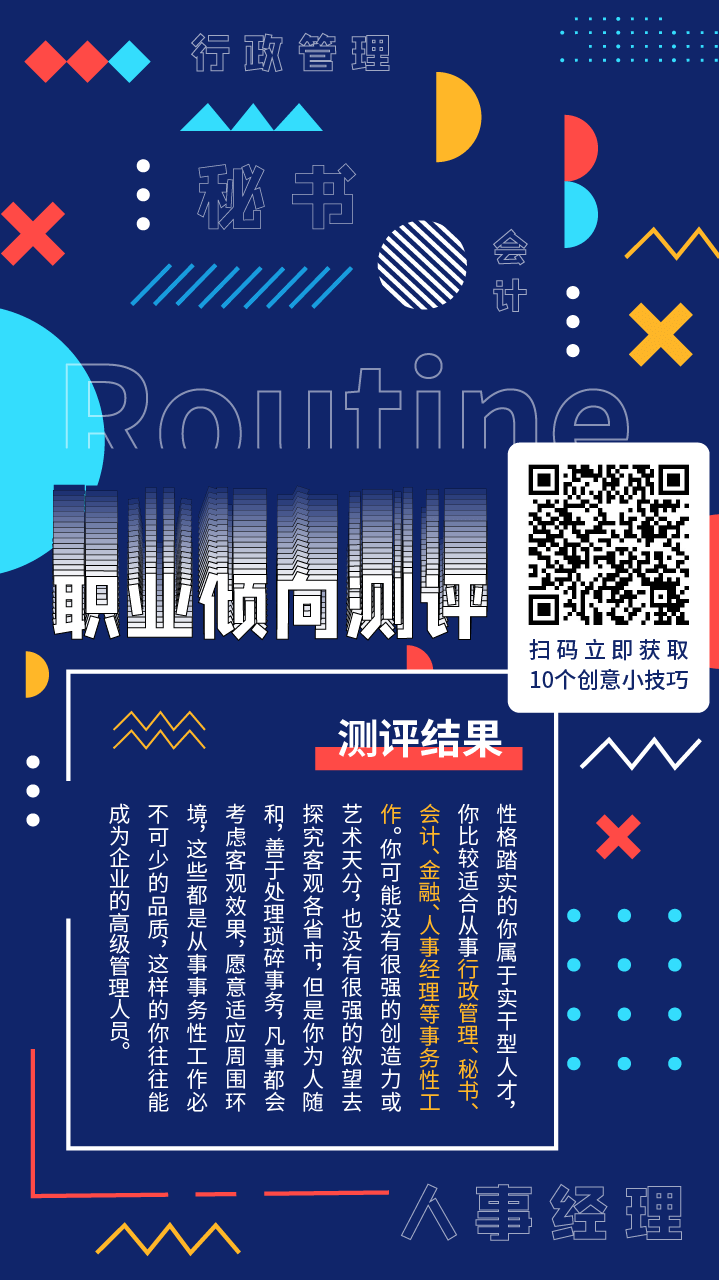 行政管理
秘书
会计
Routine
职业倾向测评
扫码立即获取
10个创意小技巧
测评结果
性格踏实的你属于实干型人才，
你比较适合从事行政管理、秘书、
会计、金融、人事经理等事务性工
作。你可能没有很强的创造力或
艺术天分，也没有很强的欲望去
探究客观各省市，但是你为人随
和，善于处理琐碎事务，凡事都会
考虑客观效果，愿意适应周围环
境，这些都是从事事务性工作必
不可少的品质，这样的你往往能
成为企业的高级管理人员。
人事经理